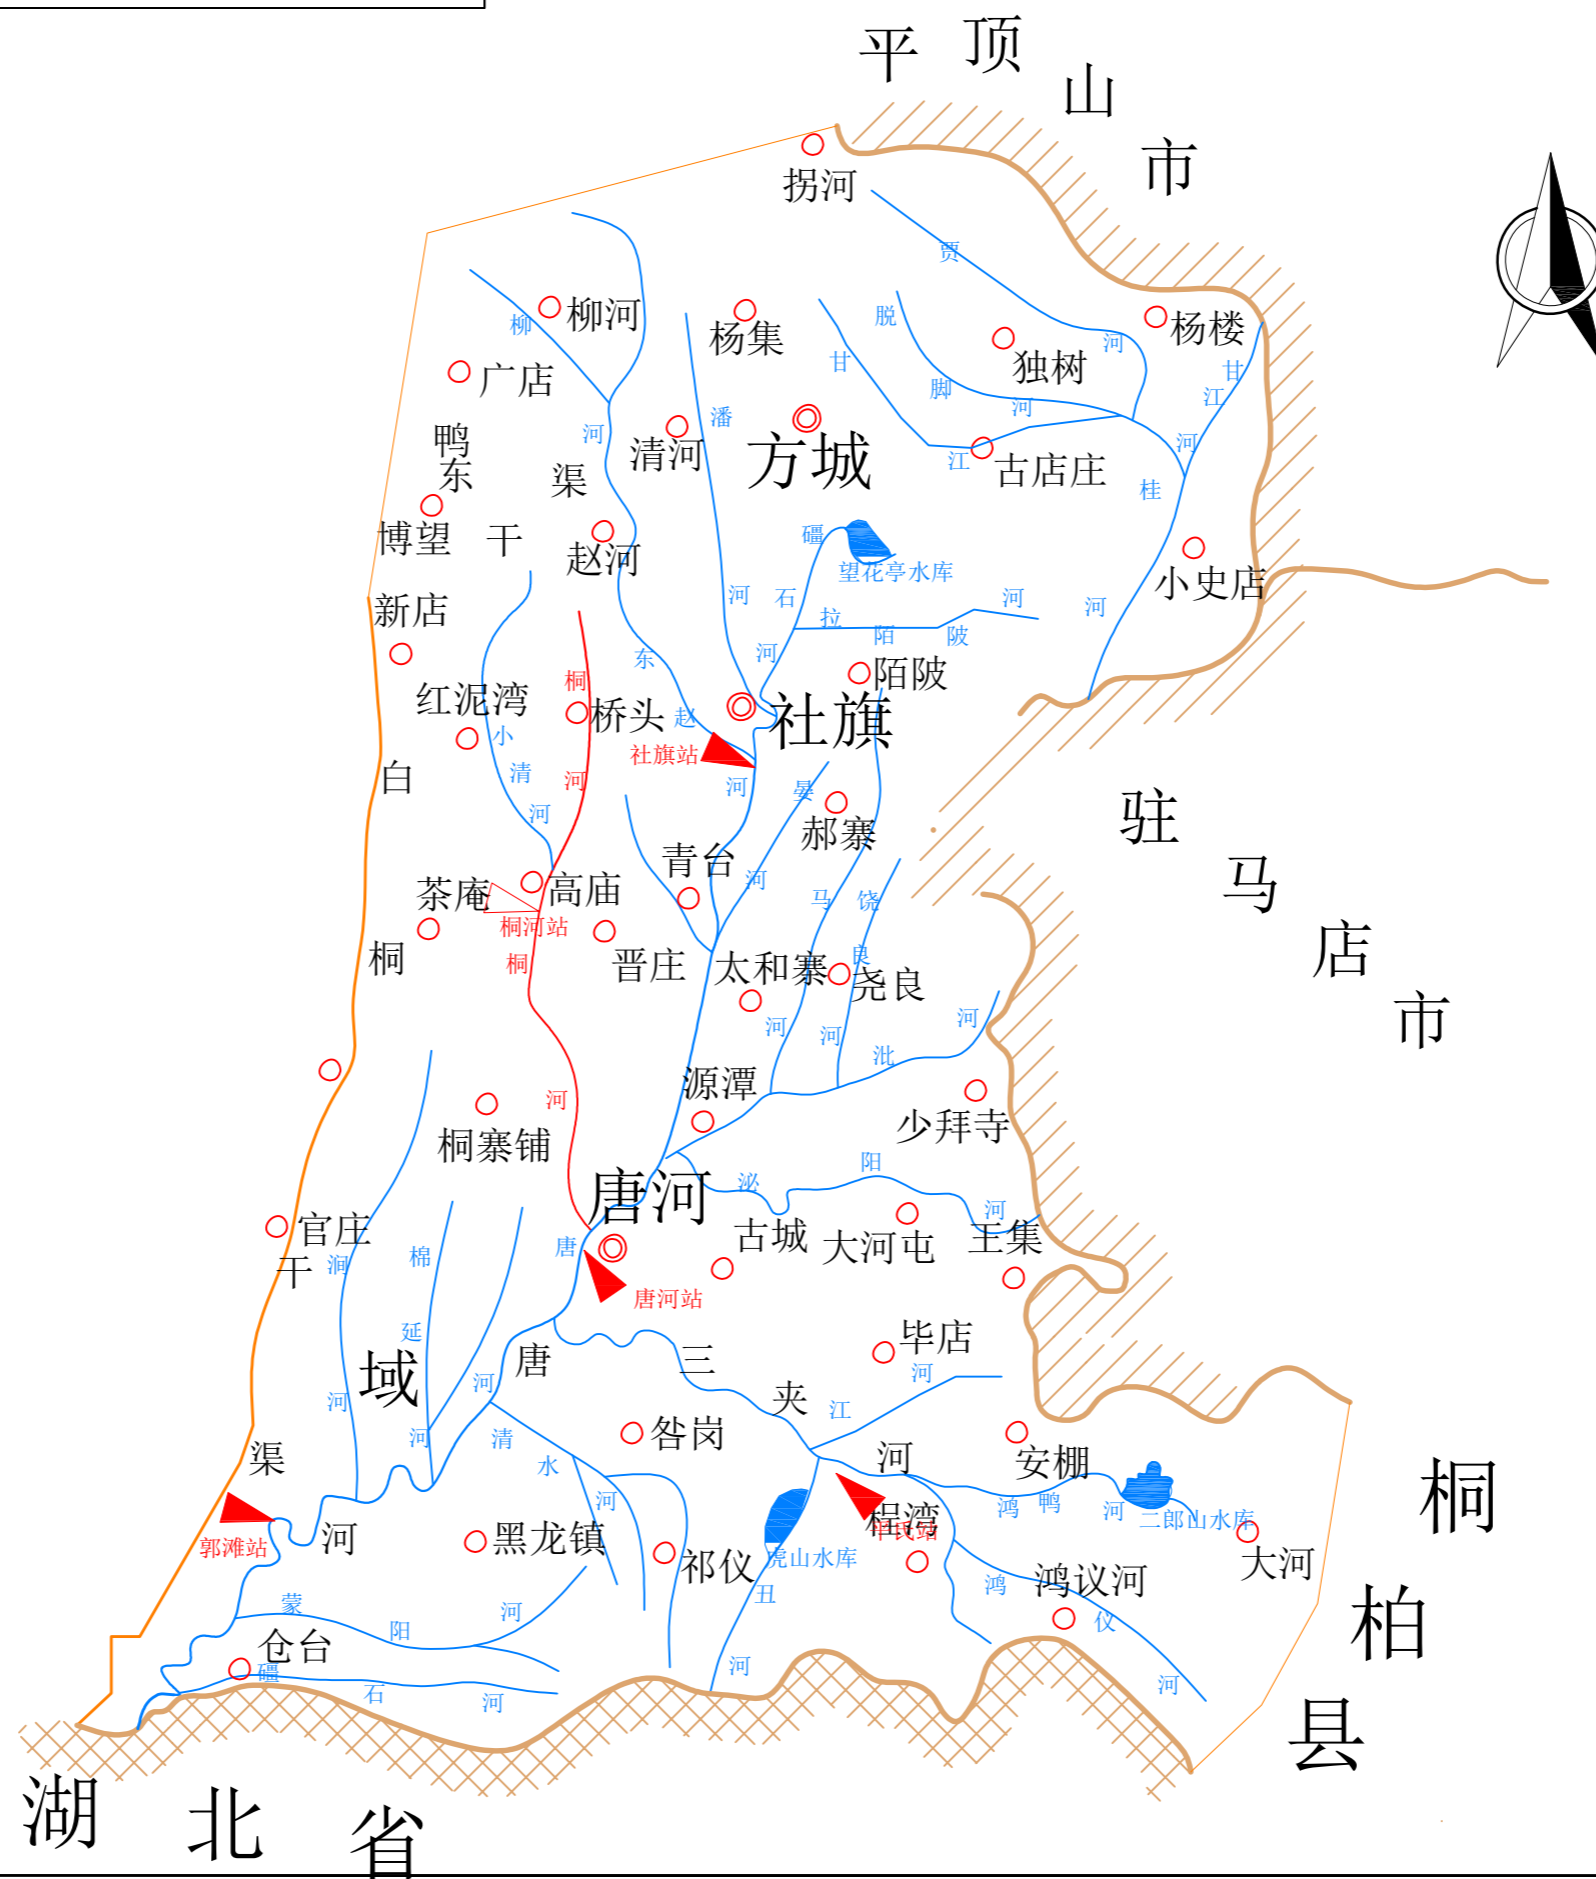 平顶山市
拐河
贾河
柳河
柳河
杨集
脱脚河
甘江河
独树
杨楼
甘江河
广店
潘河
清河
方城
古店庄
鸭东干渠
博望
赵河
礓石河
望花亭水库
桂河
小史店
新店
拉陌陂河
陌陂
红泥湾
小清河
桐河
桥头
东赵河
社旗
社旗站
白桐干渠
晏河
郝寨
驻马店市
青台
茶庵
高庙
桐河站
桐河
晋庄
太和寨
马河
饶良河
尧良
源潭
泚河
少拜寺
桐寨铺
唐河
泌阳河
古城
大河屯
王集
官庄
涧河
棉延河
唐河
唐河站
毕店
域
唐河
三夹河
江河
昝岗
清水河
安棚
鸿鸭河
二郎山水库
桯湾
平氏站
大河
郭滩站
黑龙镇
祁仪
虎山水库
丑河
鸿议河
鸿仪河
蒙阳河
仓台
礓石河
桐柏县
湖北省